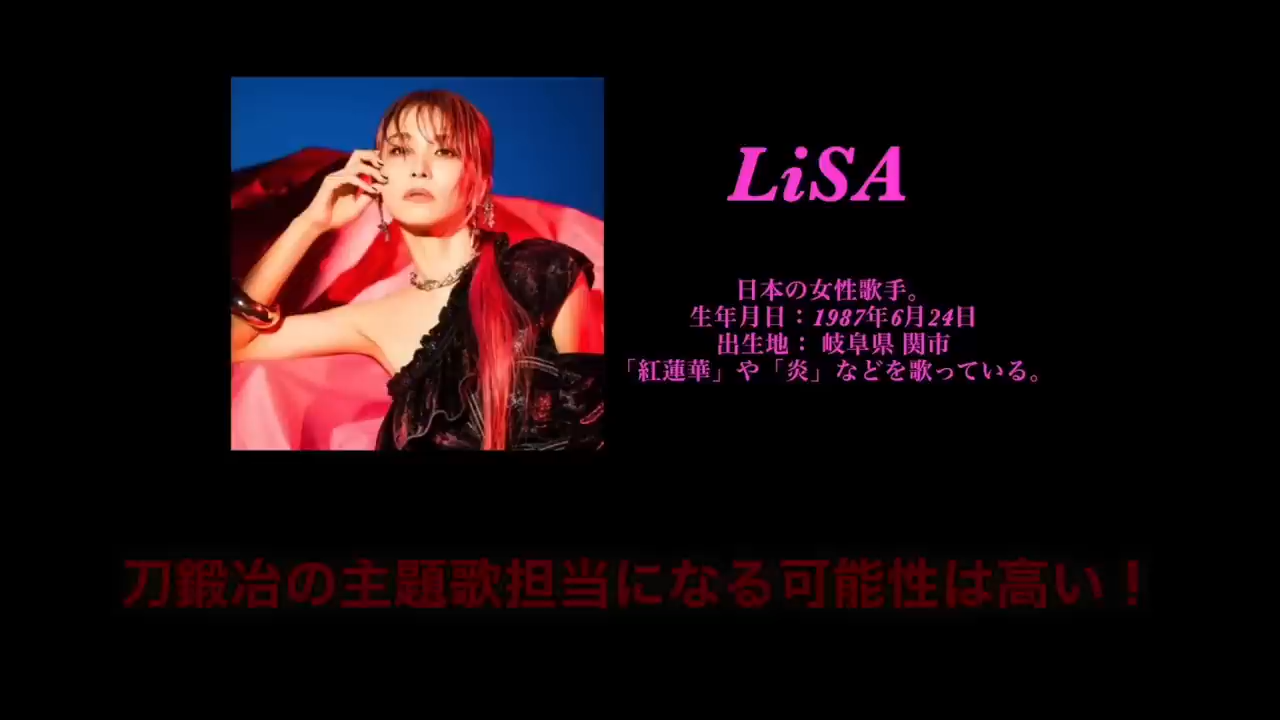 LiSA
日本の女性歌手。
生年月日：1987年6月24日
出生地： 岐阜県 関市
「紅蓮華」や「炎」などを歌っている。
刀鍛冶の主題歌担当になる可能性は高い！